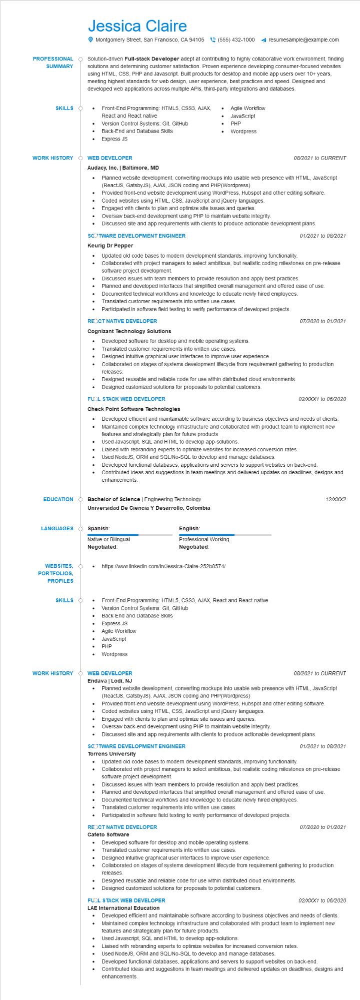 Jessica Claire
Montgomery Street, San Francisco, CA 94105 (555) 432-1000 resumesample@example.com
PROFESSIONAL
SUMMARY
Solution-driven Full-stack Developer adept at contributing to highly collaborative work environment, finding
solutions and determining customer satisfaction. Proven experience developing consumer-focused websites
using HTML, CSS, PHP and Javascript. Built products for desktop and mobile app users over 10+ years,
meeting highest standards for web design, user experience, best practices and speed. Designed and
developed web applications across multiple APIs, third-party integrations and databases.
SKILLS
• Front-End Programming: HTML5, CSS3, AJAX,
React and React native
• Version Control Systems: Git, GitHub
• Back-End and Database Skills
• Express JS
• Agile Workflow
• JavaScript
• PHP
• Wordpress
WORK HISTORY
WEB DEVELOPER 08/2021 to CURRENT
Audacy, Inc. | Baltimore, MD
• Planned website development, converting mockups into usable web presence with HTML, JavaScript
(ReactJS, GatsbyJS), AJAX, JSON coding and PHP(Wordpress)
• Provided front-end website development using WordPress, Hubspot and other editing software.
• Coded websites using HTML, CSS, JavaScript and jQuery languages.
• Engaged with clients to plan and optimize site issues and queries.
• Oversaw back-end development using PHP to maintain website integrity.
• Discussed site and app requirements with clients to produce actionable development plans.
SOFTWARE DEVELOPMENT ENGINEER 01/2021 to 08/2021
Keurig Dr Pepper
• Updated old code bases to modern development standards, improving functionality.
• Collaborated with project managers to select ambitious, but realistic coding milestones on pre-release
software project development.
• Discussed issues with team members to provide resolution and apply best practices.
• Planned and developed interfaces that simplified overall management and offered ease of use.
• Documented technical workflows and knowledge to educate newly hired employees.
• Translated customer requirements into written use cases.
• Participated in software field testing to verify performance of developed projects.
REACT NATIVE DEVELOPER 07/2020 to 01/2021
Cognizant Technology Solutions
• Developed software for desktop and mobile operating systems.
• Translated customer requirements into written use cases.
• Designed intuitive graphical user interfaces to improve user experience.
• Collaborated on stages of systems development lifecycle from requirement gathering to production
releases.
• Designed reusable and reliable code for use within distributed cloud environments.
• Designed customized solutions for proposals to potential customers.
FULL STACK WEB DEVELOPER 02/XXX1 to 06/2020
Check Point Software Technologies
• Developed efficient and maintainable software according to business objectives and needs of clients.
• Maintained complex technology infrastructure and collaborated with product team to implement new
features and strategically plan for future products.
• Used Javascript, SQL and HTML to develop app-solutions.
• Liaised with rebranding experts to optimize websites for increased conversion rates.
• Used NodeJS, ORM and SQL/No-SQL to develop and manage databases.
• Developed functional databases, applications and servers to support websites on back-end.
• Contributed ideas and suggestions in team meetings and delivered updates on deadlines, designs and
enhancements.
EDUCATION
Bachelor of Science | Engineering Technology 12/XXX2
Universidad De Ciencia Y Desarrollo, Colombia
LANGUAGES
Spanish: English:
Native or Bilingual Professional Working
Negotiated: Negotiated:
WEBSITES,
PORTFOLIOS,
PROFILES
• https://www.linkedin.com/in/Jessica-Claire-252b8574/
SKILLS
• Front-End Programming: HTML5, CSS3, AJAX, React and React native
• Version Control Systems: Git, GitHub
• Back-End and Database Skills
• Express JS
• Agile Workflow
• JavaScript
• PHP
• Wordpress
WORK HISTORY
WEB DEVELOPER 08/2021 to CURRENT
Endava | Lodi, NJ
• Planned website development, converting mockups into usable web presence with HTML, JavaScript
(ReactJS, GatsbyJS), AJAX, JSON coding and PHP(Wordpress)
• Provided front-end website development using WordPress, Hubspot and other editing software.
• Coded websites using HTML, CSS, JavaScript and jQuery languages.
• Engaged with clients to plan and optimize site issues and queries.
• Oversaw back-end development using PHP to maintain website integrity.
• Discussed site and app requirements with clients to produce actionable development plans.
SOFTWARE DEVELOPMENT ENGINEER 01/2021 to 08/2021
Torrens University
• Updated old code bases to modern development standards, improving functionality.
• Collaborated with project managers to select ambitious, but realistic coding milestones on pre-release
software project development.
• Discussed issues with team members to provide resolution and apply best practices.
• Planned and developed interfaces that simplified overall management and offered ease of use.
• Documented technical workflows and knowledge to educate newly hired employees.
• Translated customer requirements into written use cases.
• Participated in software field testing to verify performance of developed projects.
REACT NATIVE DEVELOPER 07/2020 to 01/2021
Cafeto Software
• Developed software for desktop and mobile operating systems.
• Translated customer requirements into written use cases.
• Designed intuitive graphical user interfaces to improve user experience.
• Collaborated on stages of systems development lifecycle from requirement gathering to production
releases.
• Designed reusable and reliable code for use within distributed cloud environments.
• Designed customized solutions for proposals to potential customers.
FULL STACK WEB DEVELOPER 02/XXX1 to 06/2020
LAE International Education
• Developed efficient and maintainable software according to business objectives and needs of clients.
• Maintained complex technology infrastructure and collaborated with product team to implement new
features and strategically plan for future products.
• Used Javascript, SQL and HTML to develop app-solutions.
• Liaised with rebranding experts to optimize websites for increased conversion rates.
• Used NodeJS, ORM and SQL/No-SQL to develop and manage databases.
• Developed functional databases, applications and servers to support websites on back-end.
• Contributed ideas and suggestions in team meetings and delivered updates on deadlines, designs and
enhancements.